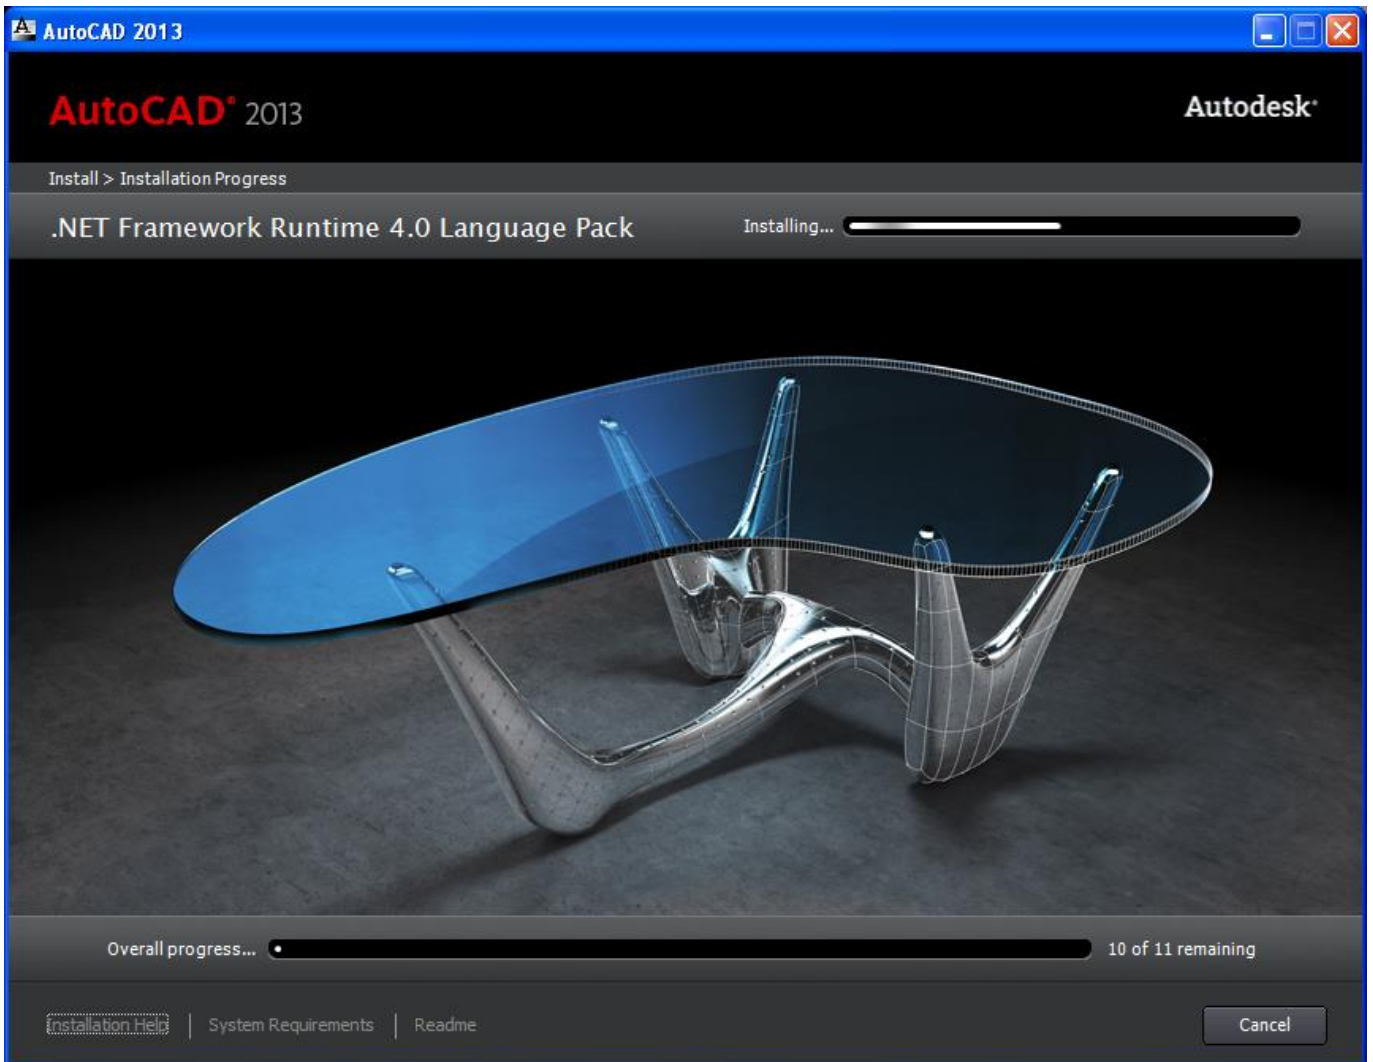 AutoCAD 2013
AutoCAD® 2013
Autodesk®
Install > Installation Progress
.NET Framework Runtime 4.0 Language Pack
Installing...
Overall progress...
10 of 11 remaining
Installation Help | System Requirements | Readme
Cancel